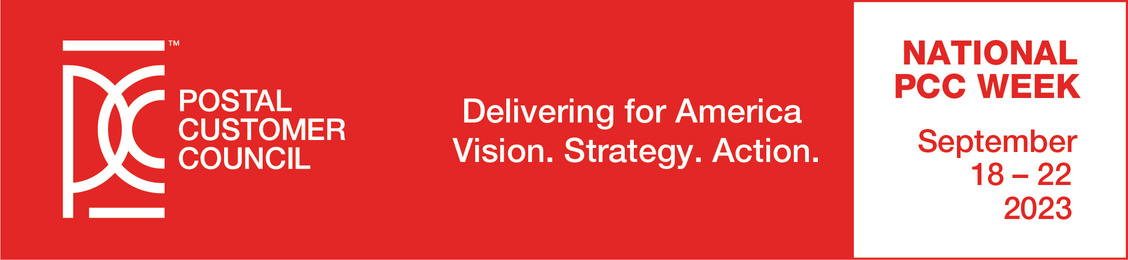 POSTAL
CUSTOMER
COUNCIL
™
Delivering for America
Vision. Strategy. Action.
NATIONAL
PCC WEEK
September
18 – 22
2023